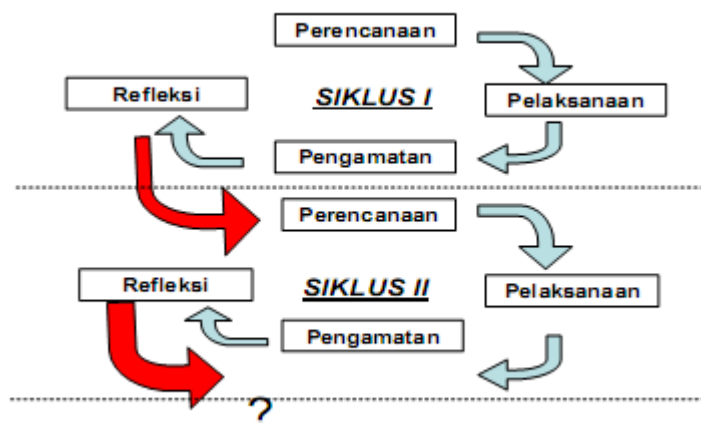 Perencanaan
Refleksi
SIKLUS I
Pelaksanaan
Pengamatan
Perencanaan
Refleksi
SIKLUS II
Pelaksanaan
Pengamatan
?